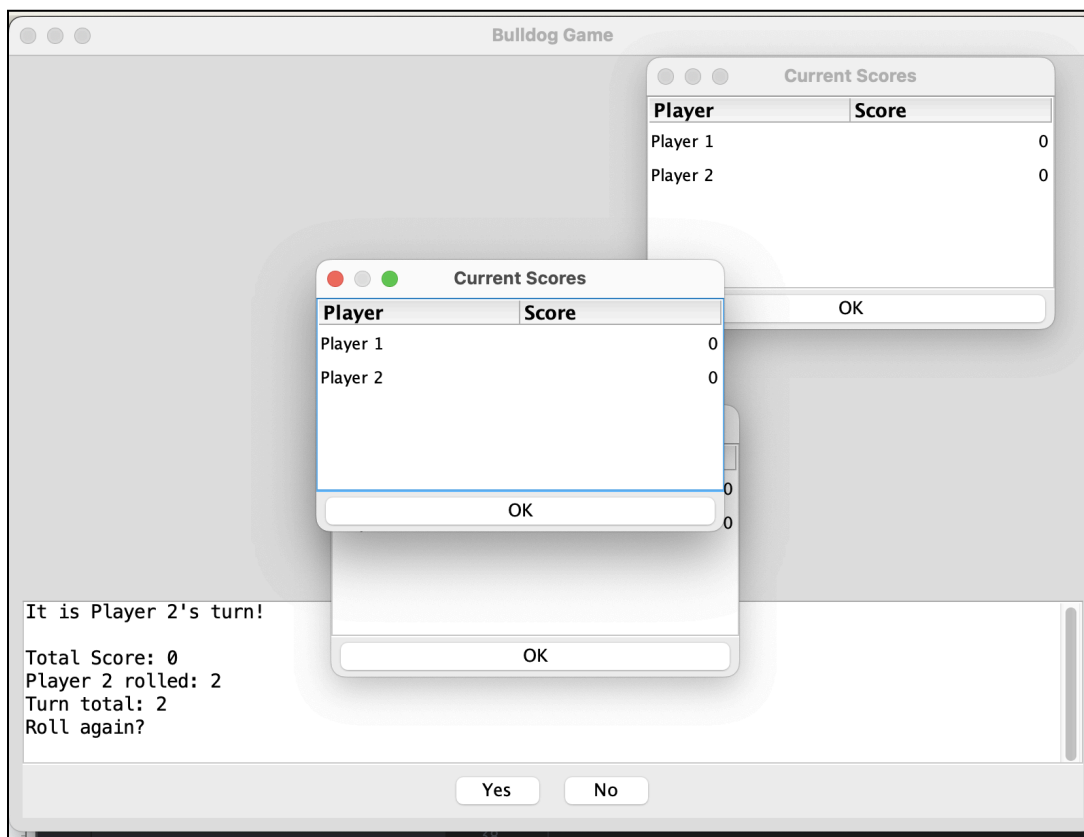 Bulldog Game
Current Scores
Player Score
Player 1 0
Player 2 0
OK
Current Scores
Player Score
Player 1 0
Player 2 0
OK
0
0
OK
It is Player 2's turn!
Total Score: 0
Player 2 rolled: 2
Turn total: 2
Roll again?
Yes No